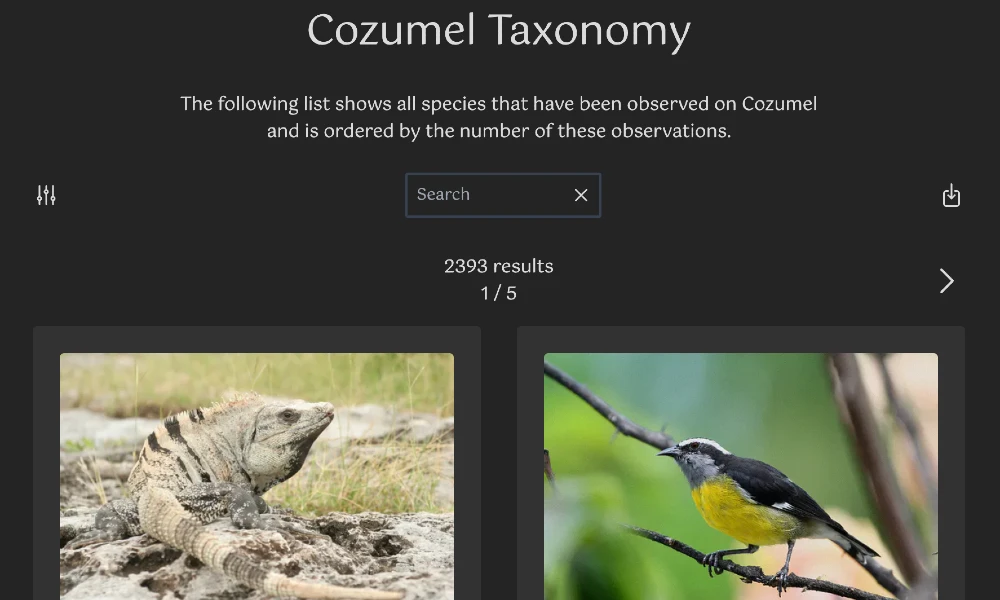 Cozumel Taxonomy
The following list shows all species that have been observed on Cozumel
and is ordered by the number of these observations.
Search
2393 results
1 / 5